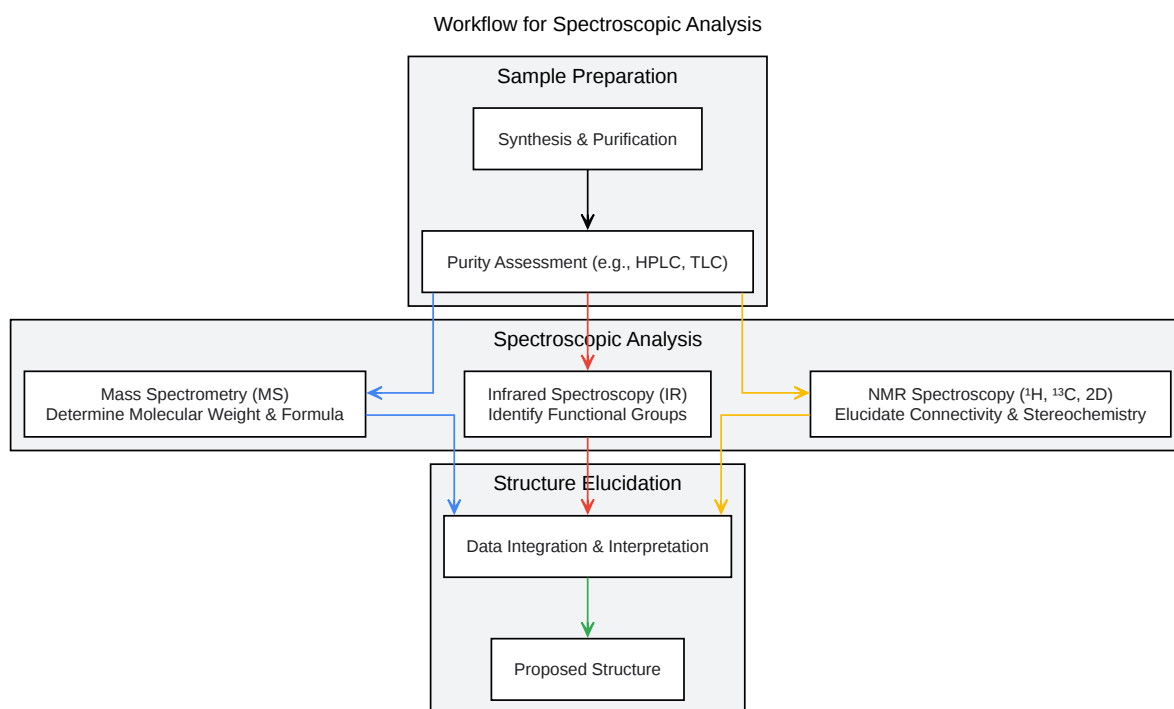 Workflow for Spectroscopic Analysis
Sample Preparation
Synthesis & Purification
Purity Assessment (e.g., HPLC, TLC)
Spectroscopic Analysis
Mass Spectrometry (MS)
Determine Molecular Weight & Formula
Infrared Spectroscopy (IR)
Identify Functional Groups
NMR Spectroscopy (¹H, ¹³C, 2D)
Elucidate Connectivity & Stereochemistry
Structure Elucidation
Data Integration & Interpretation
Proposed Structure